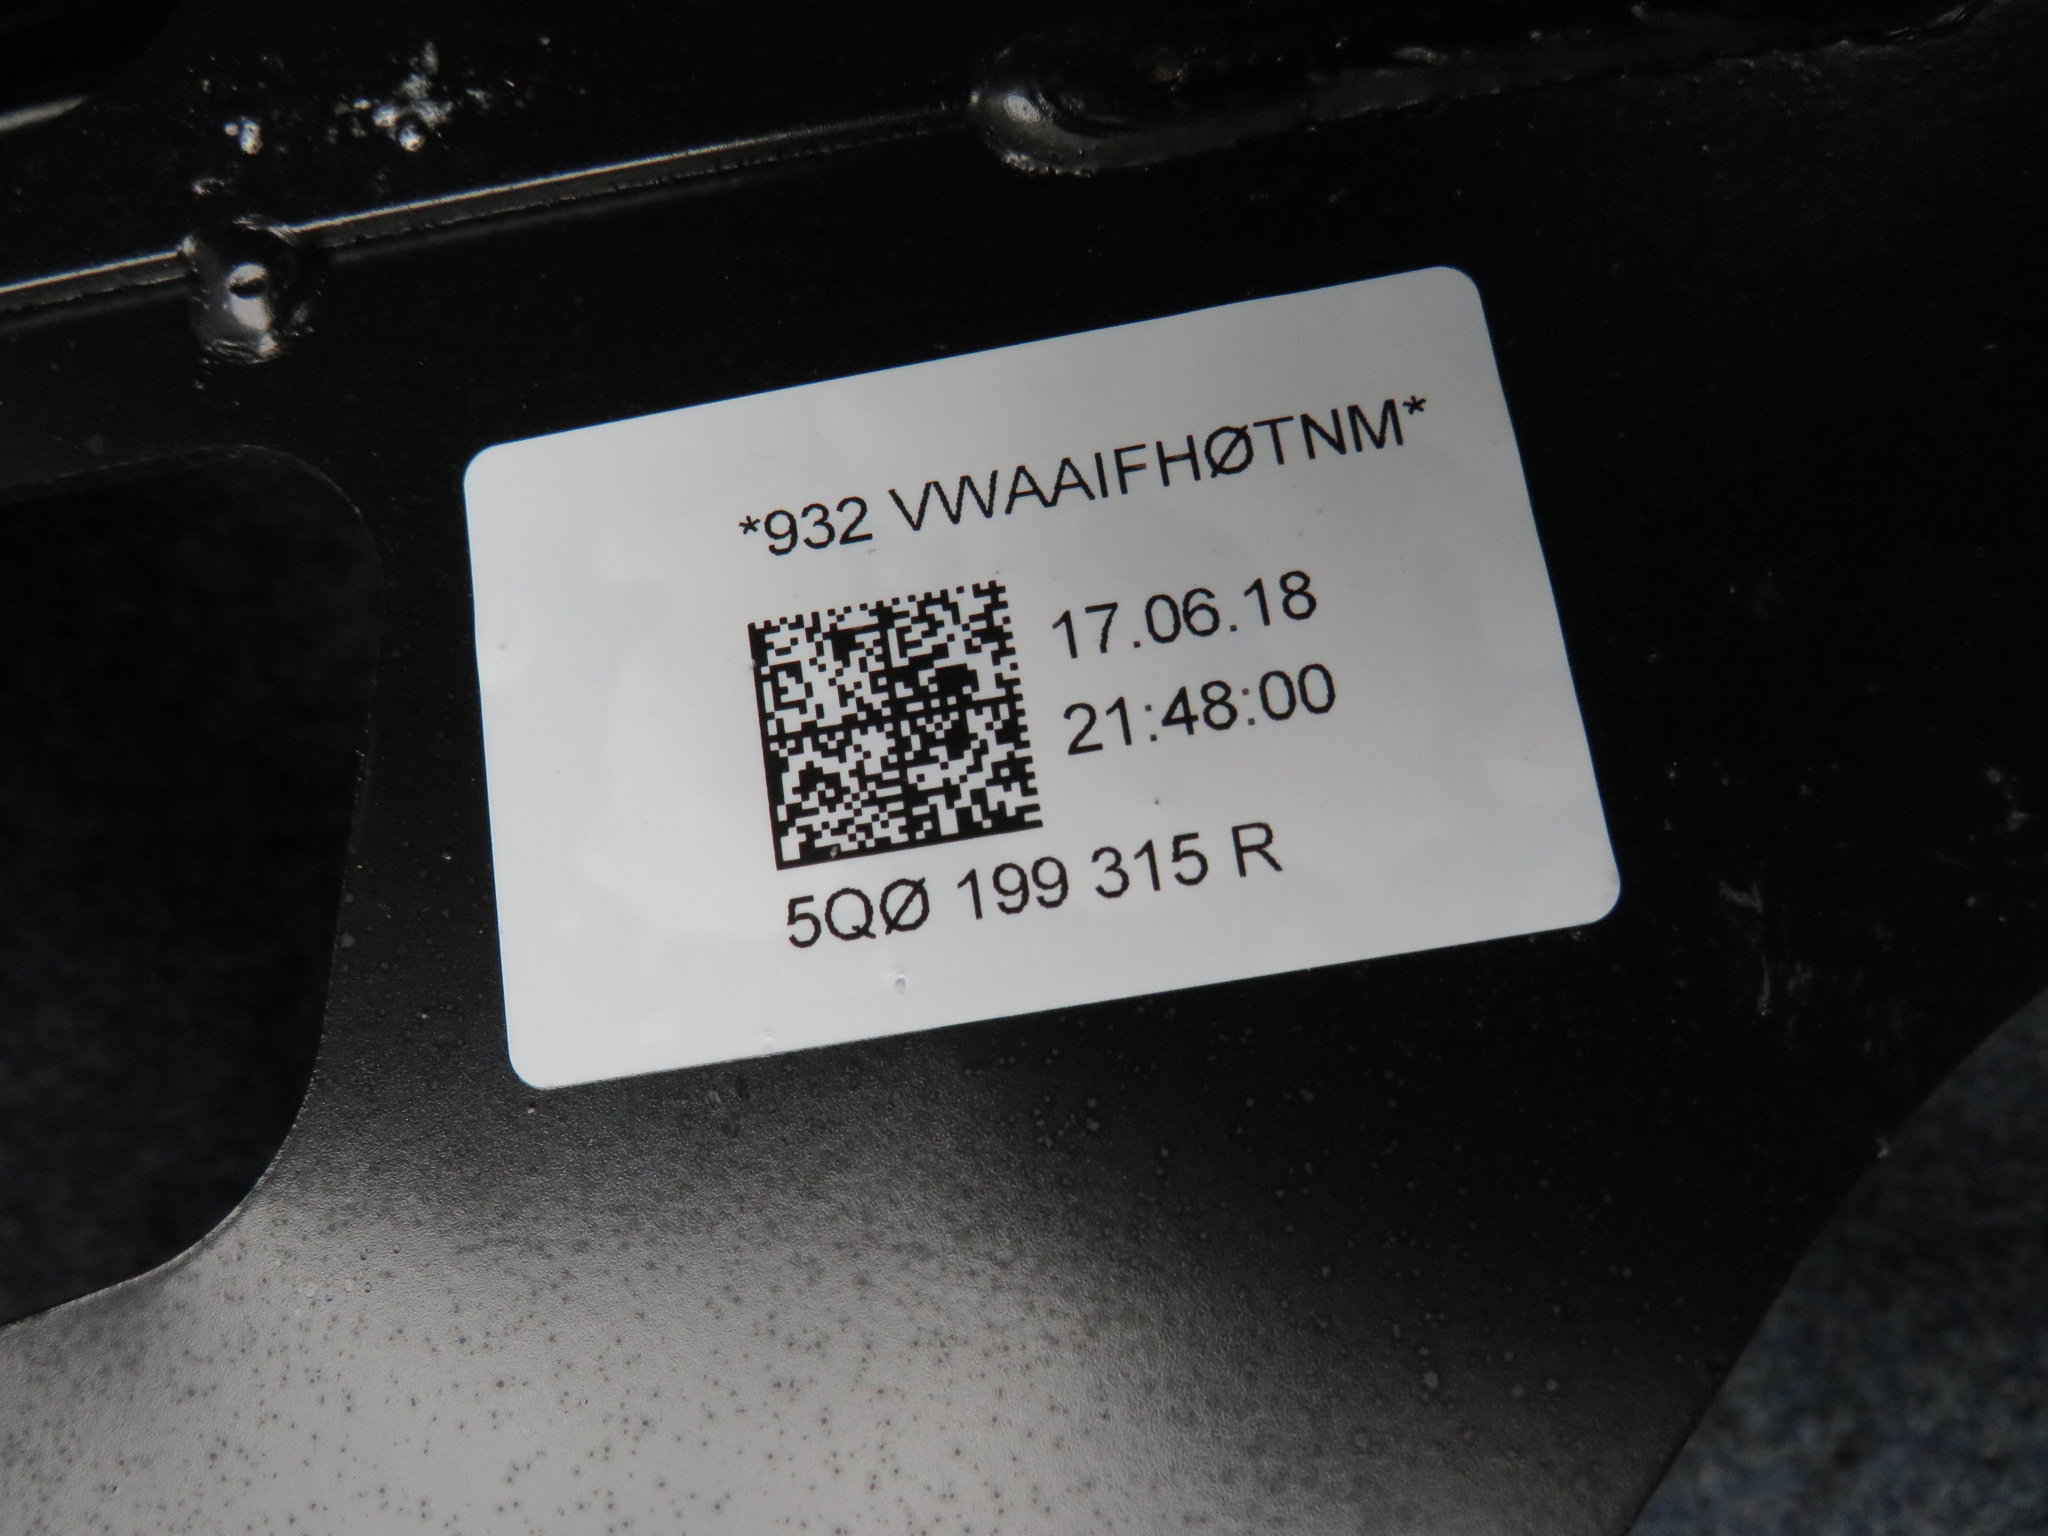 *932 VWAAIFHØTNM*
17.06.18
21:48:00
5QØ 199 315 R